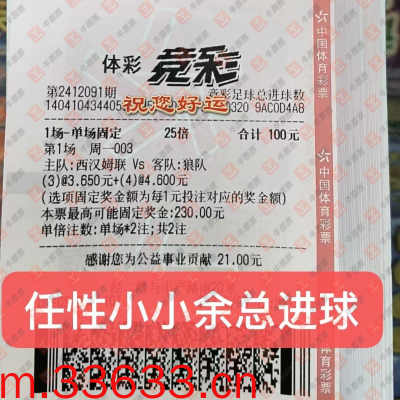 体彩 竞彩
第2412091期 竞彩足球总进球数
祝您好运
1场-单场固定 25倍 合计 100元
第1场 周一003
主队:西汉姆联 Vs 客队:狼队
(3)@3.650元+(4)@4.600元
(选项固定奖金额为每1元投注对应的奖金额)
本票最高可能固定奖金:230.00元
单倍注数:单场*2注;共2注
感谢您为公益事业贡献 21.00元
任性小小余总进球
m.33633.cn
中国体育彩票
中国体育彩票
体育彩票